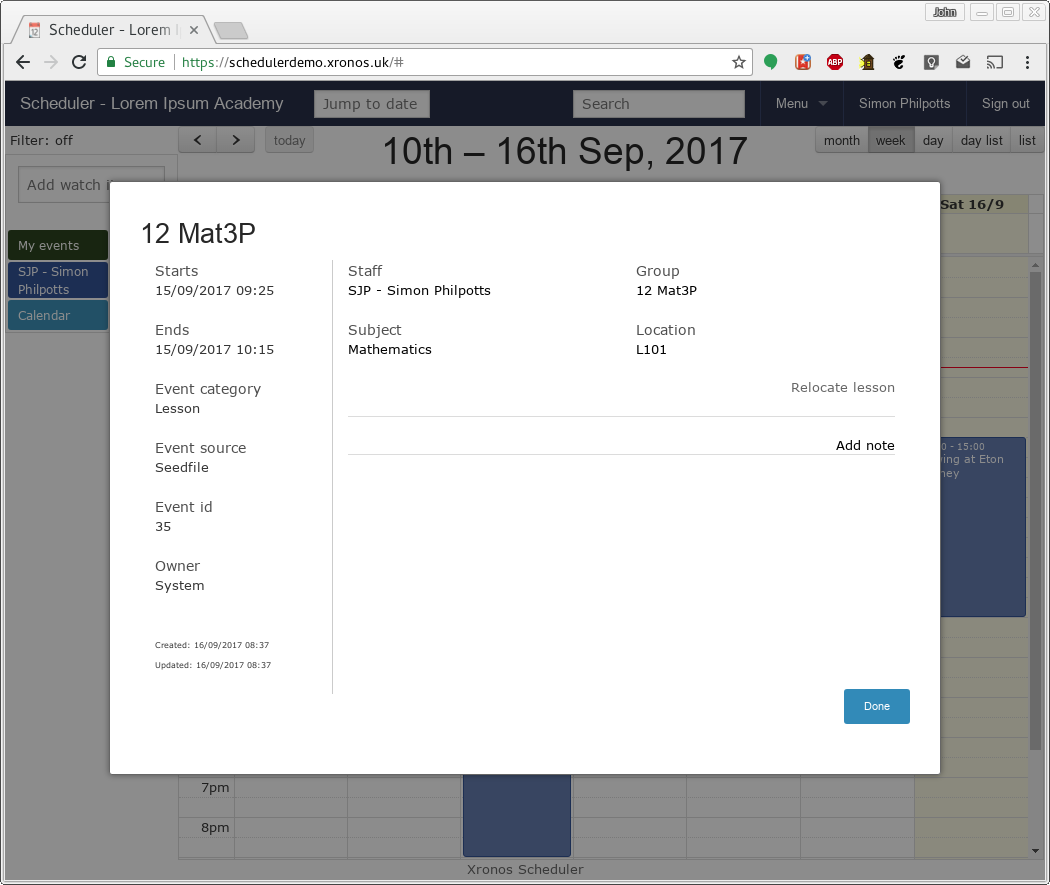 John
Scheduler - Lorem
Secure
https://schedulerdemo.xronos.uk/#
ABP
Scheduler - Lorem Ipsum Academy
Jump to date
Search
Menu
Simon Philpotts
Sign out
Filter: off
today
10th – 16th Sep, 2017
month
week
day
day list
list
Add watch
Sat 16/9
My events
SJP - Simon
Philpotts
Calendar
12 Mat3P
Starts
15/09/2017 09:25
Ends
15/09/2017 10:15
Event category
Lesson
Event source
Seedfile
Event id
35
Owner
System
Created: 16/09/2017 08:37
Updated: 16/09/2017 08:37
Staff
SJP - Simon Philpotts
Group
12 Mat3P
Subject
Mathematics
Location
L101
Relocate lesson
Add note
Done
0 - 15:00
at Eton
7pm
8pm
Xronos Scheduler